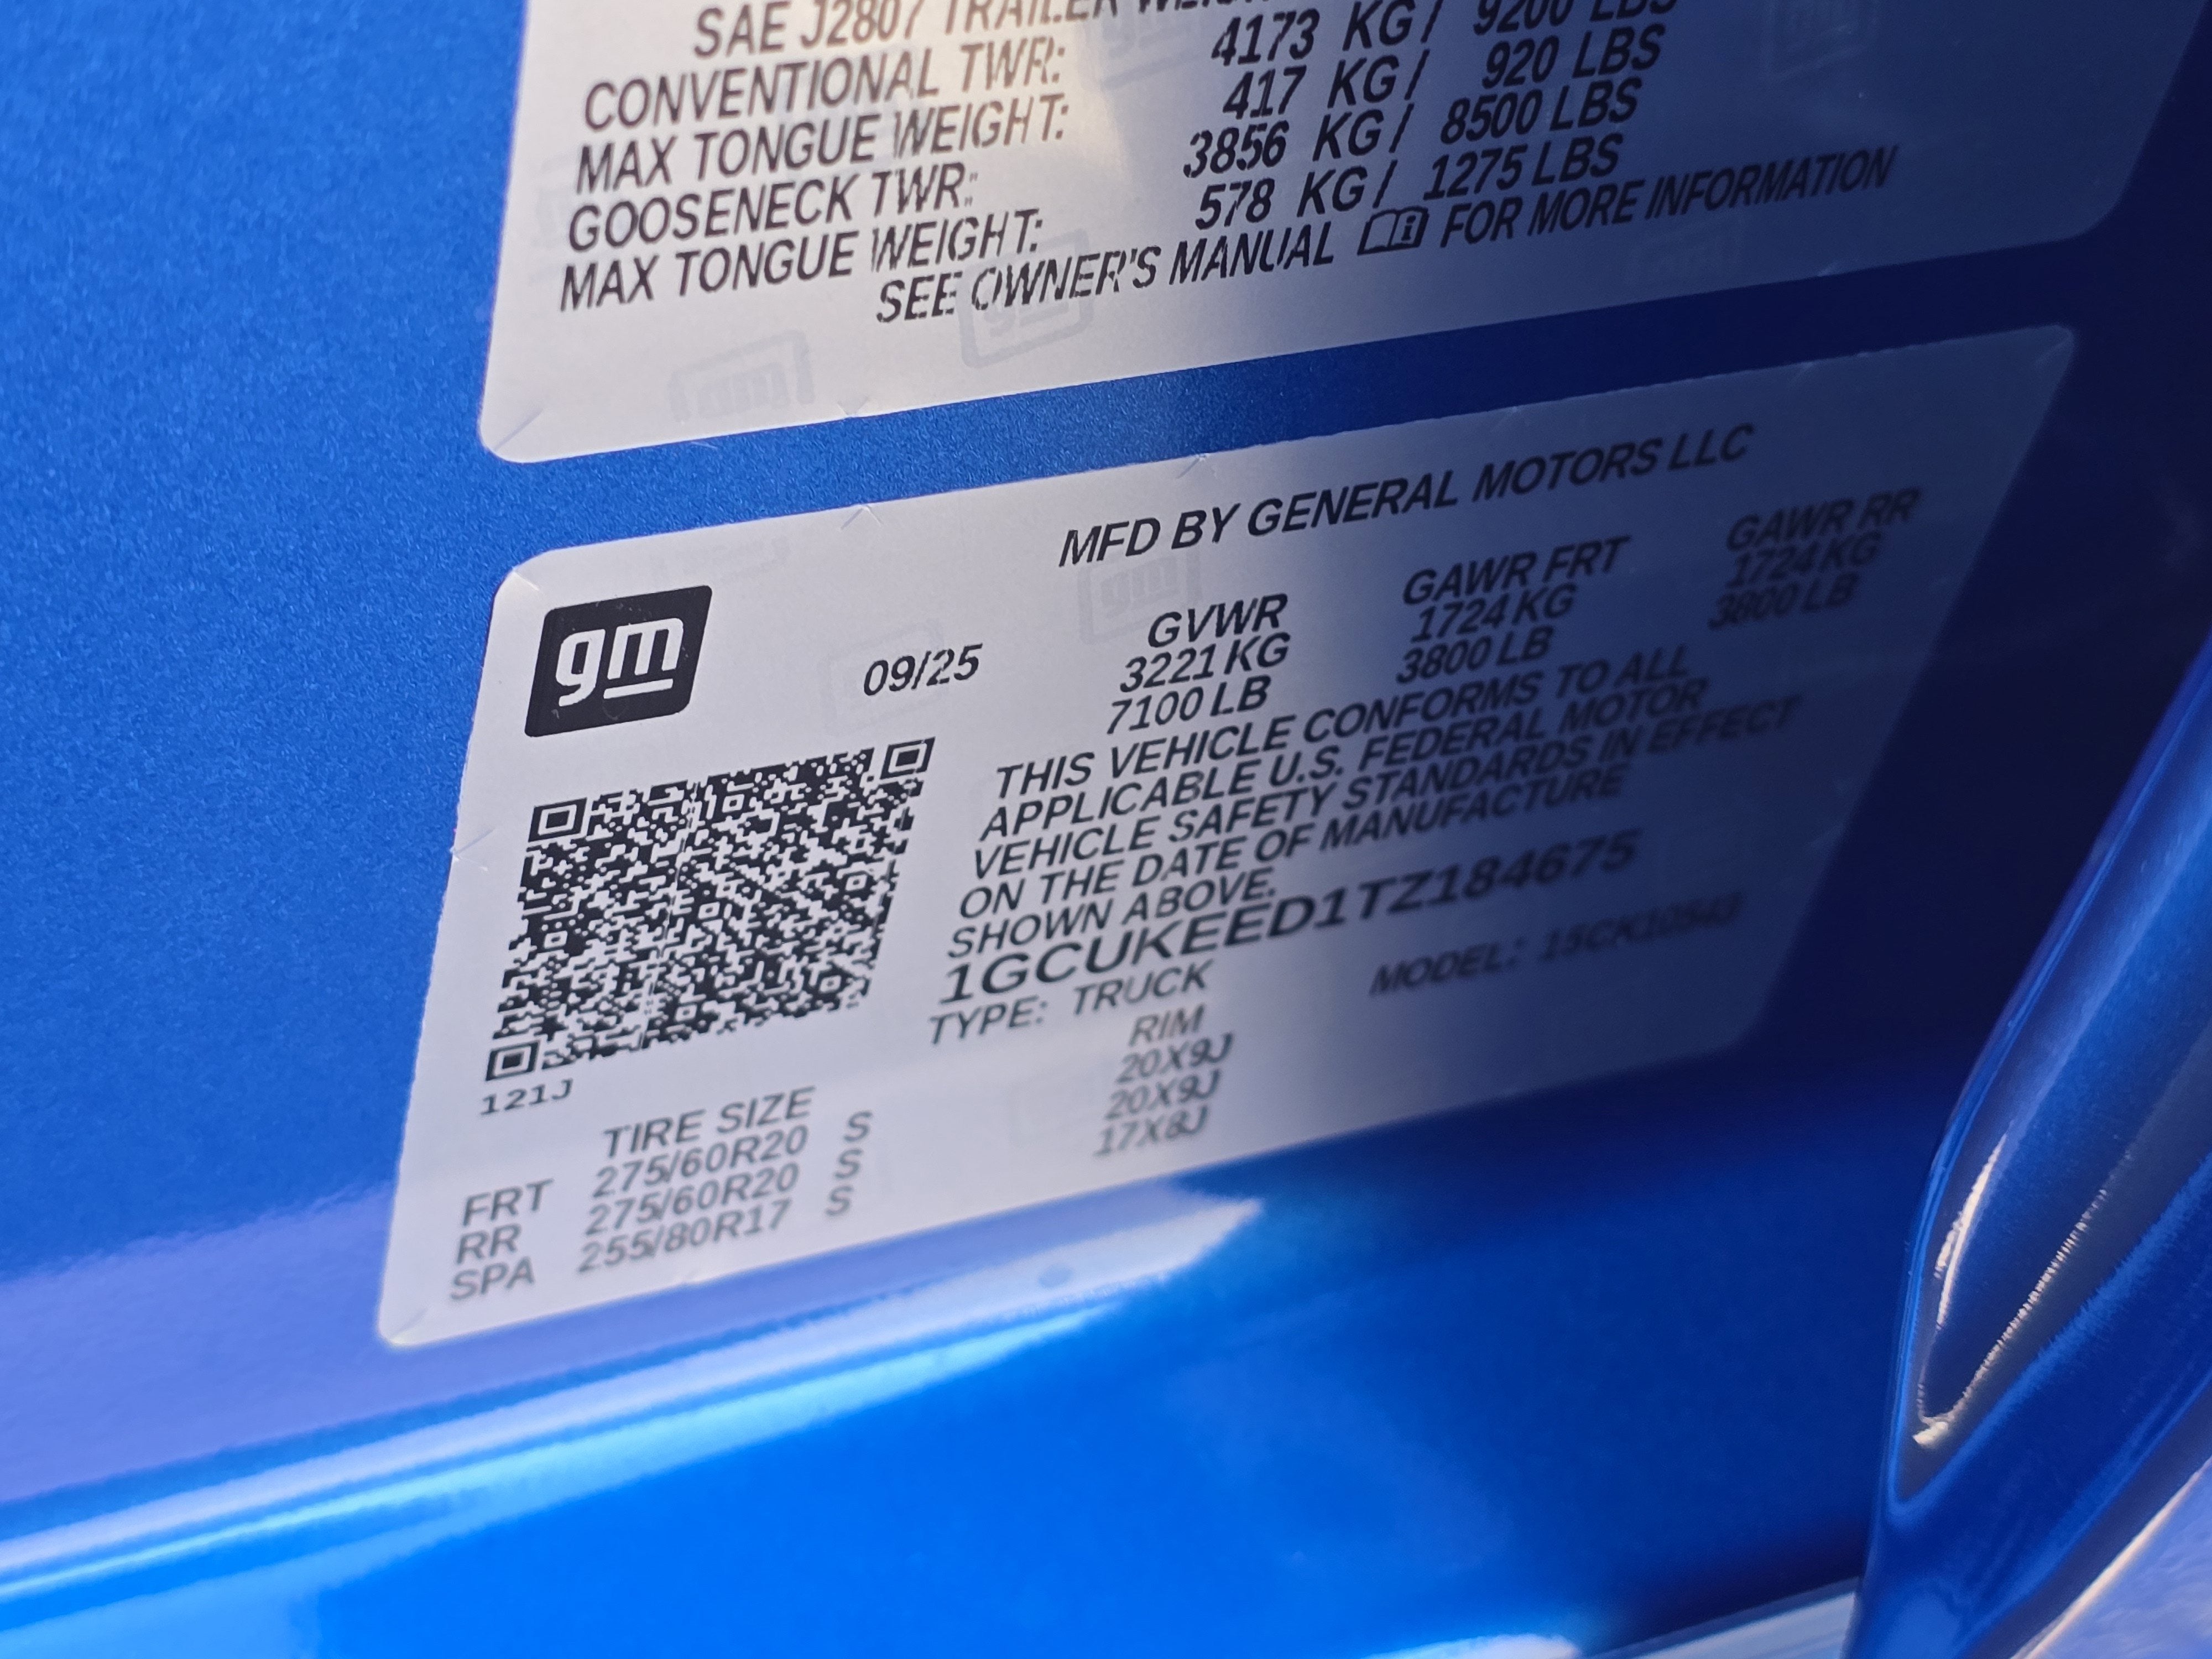 SAE J2807 TRAILER
CONVENTIONAL TWR: 4173 KG / 9200 LBS
MAX TONGUE WEIGHT: 417 KG / 920 LBS
GOOSENECK TWR: 3856 KG / 8500 LBS
MAX TONGUE WEIGHT: 578 KG / 1275 LBS
SEE OWNER'S MANUAL FOR MORE INFORMATION
MFD BY GENERAL MOTORS LLC
gm
09/25
GVWR GAWR FRT GAWR RR
3221 KG 1724 KG 1724 KG
7100 LB 3800 LB 3800 LB
THIS VEHICLE CONFORMS TO ALL
APPLICABLE U.S. FEDERAL MOTOR
VEHICLE SAFETY STANDARDS IN EFFECT
ON THE DATE OF MANUFACTURE
SHOWN ABOVE.
1GCUKEED1TZ184675
TYPE: TRUCK MODEL: 15CK10543
121J
TIRE SIZE RIM
FRT 275/60R20 S 20X9J
RR 275/60R20 S 20X9J
SPA 255/80R17 S 17X8J